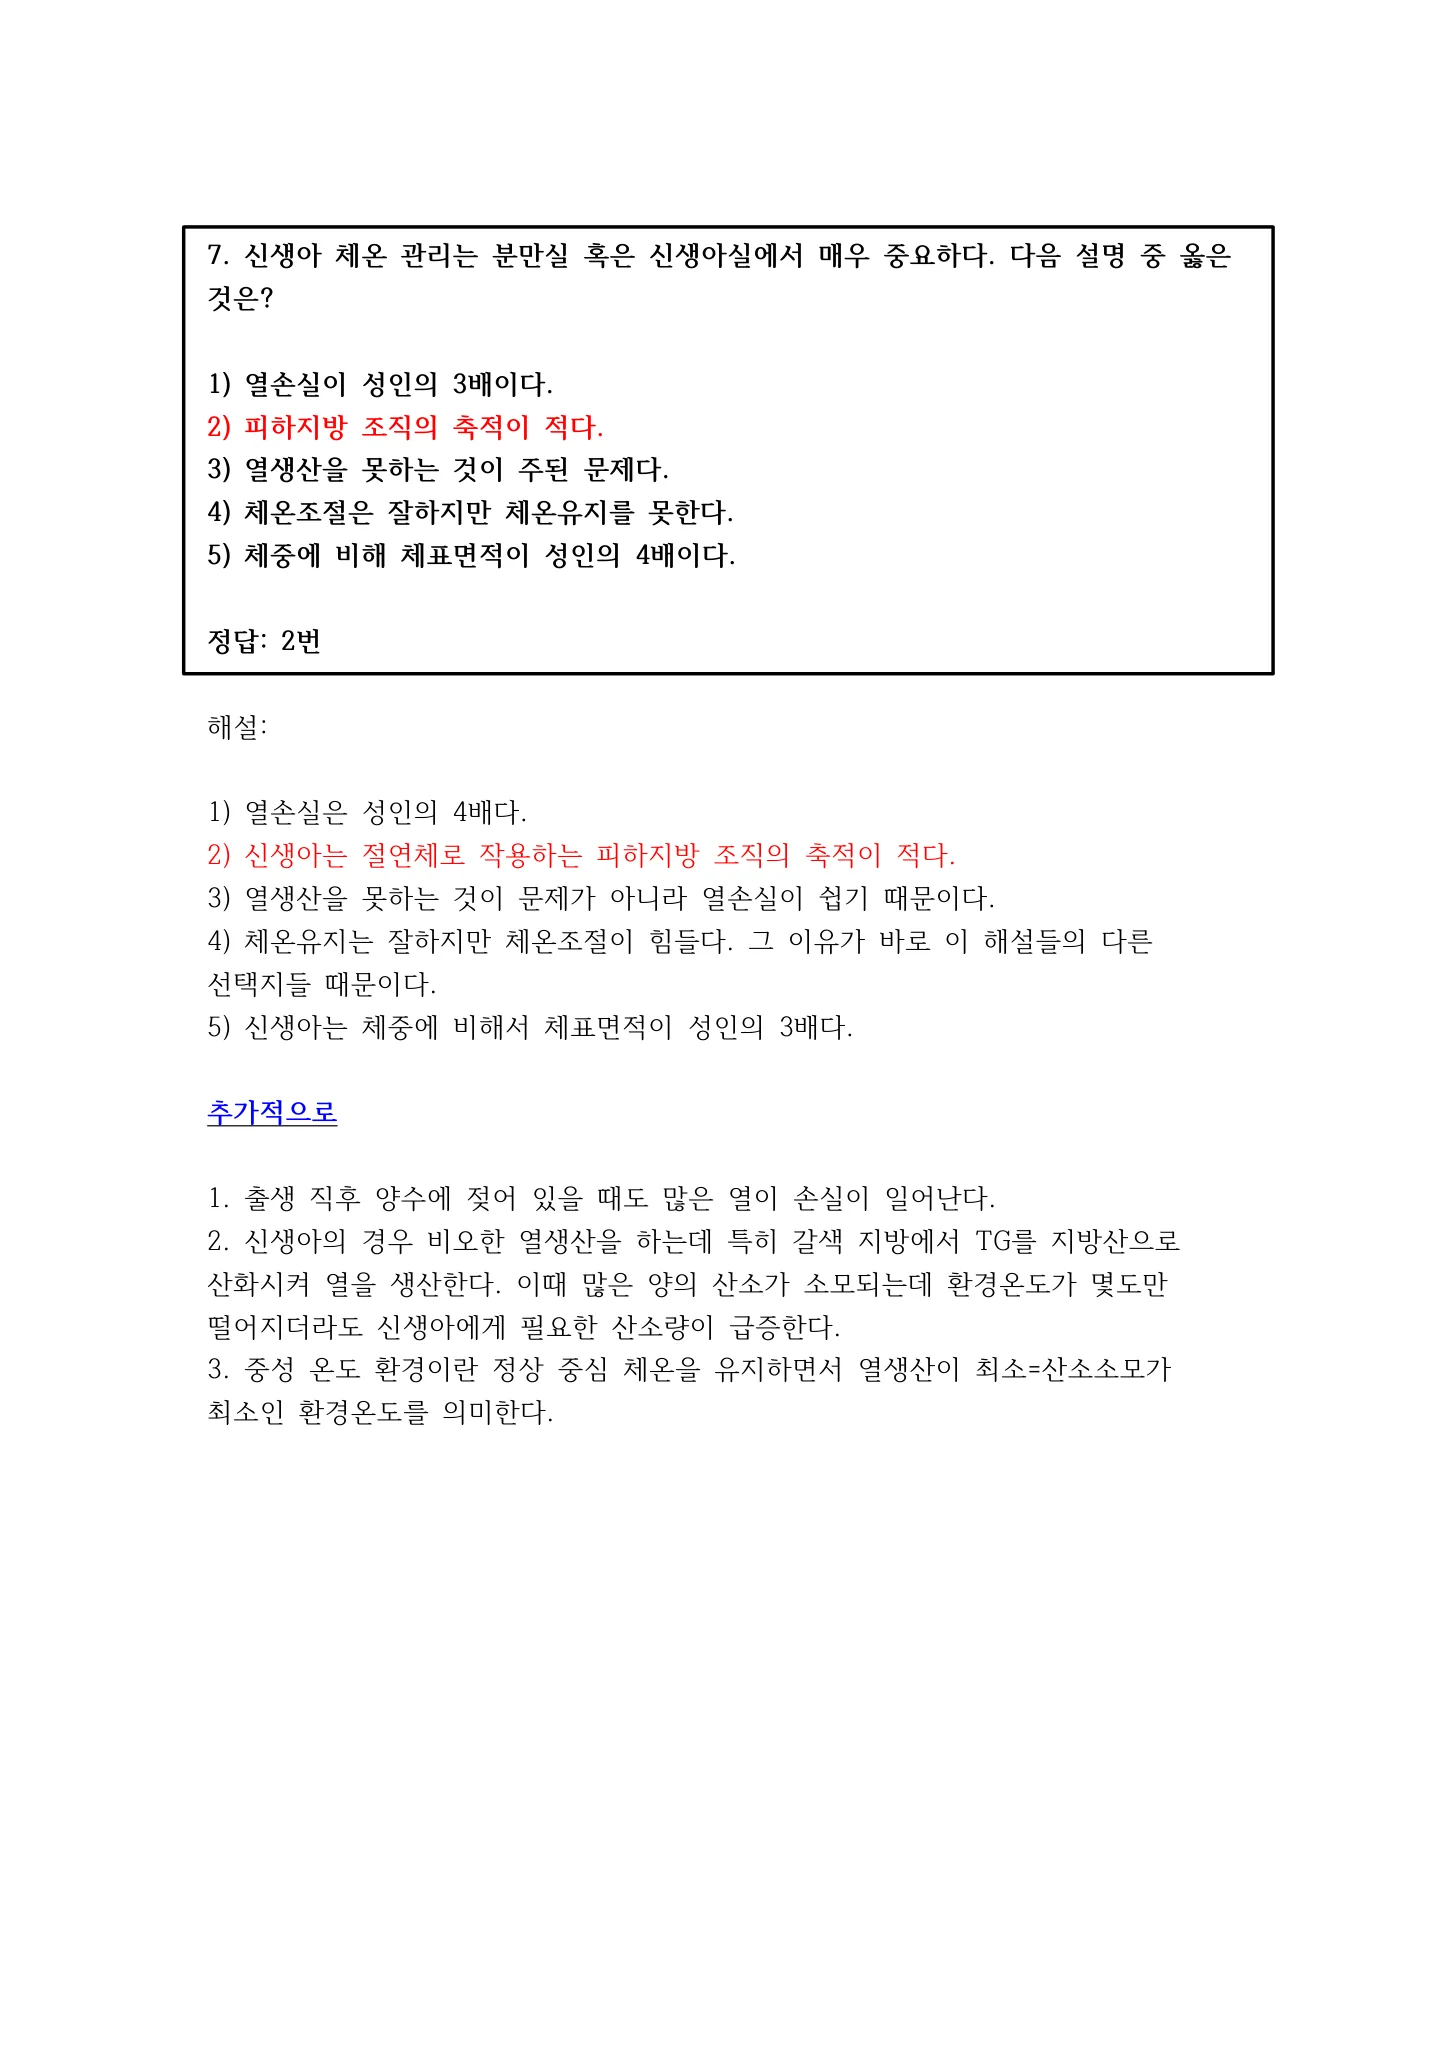 7. 신생아 체온 관리는 분만실 혹은 신생아실에서 매우 중요하다. 다음 설명 중 옳은
것은?
1) 열손실이 성인의 3배이다.
2) 피하지방 조직의 축적이 적다.
3) 열생산을 못하는 것이 주된 문제다.
4) 체온조절은 잘하지만 체온유지를 못한다.
5) 체중에 비해 체표면적이 성인의 4배이다.
정답: 2번
해설:
1) 열손실은 성인의 4배다.
2) 신생아는 절연체로 작용하는 피하지방 조직의 축적이 적다.
3) 열생산을 못하는 것이 문제가 아니라 열손실이 쉽기 때문이다.
4) 체온유지는 잘하지만 체온조절이 힘들다. 그 이유가 바로 이 해설들의 다른
선택지들 때문이다.
5) 신생아는 체중에 비해서 체표면적이 성인의 3배다.
추가적으로
1. 출생 직후 양수에 젖어 있을 때도 많은 열이 손실이 일어난다.
2. 신생아의 경우 비오한 열생산을 하는데 특히 갈색 지방에서 TG를 지방산으로
산화시켜 열을 생산한다. 이때 많은 양의 산소가 소모되는데 환경온도가 몇도만
떨어지더라도 신생아에게 필요한 산소량이 급증한다.
3. 중성 온도 환경이란 정상 중심 체온을 유지하면서 열생산이 최소=산소소모가
최소인 환경온도를 의미한다.